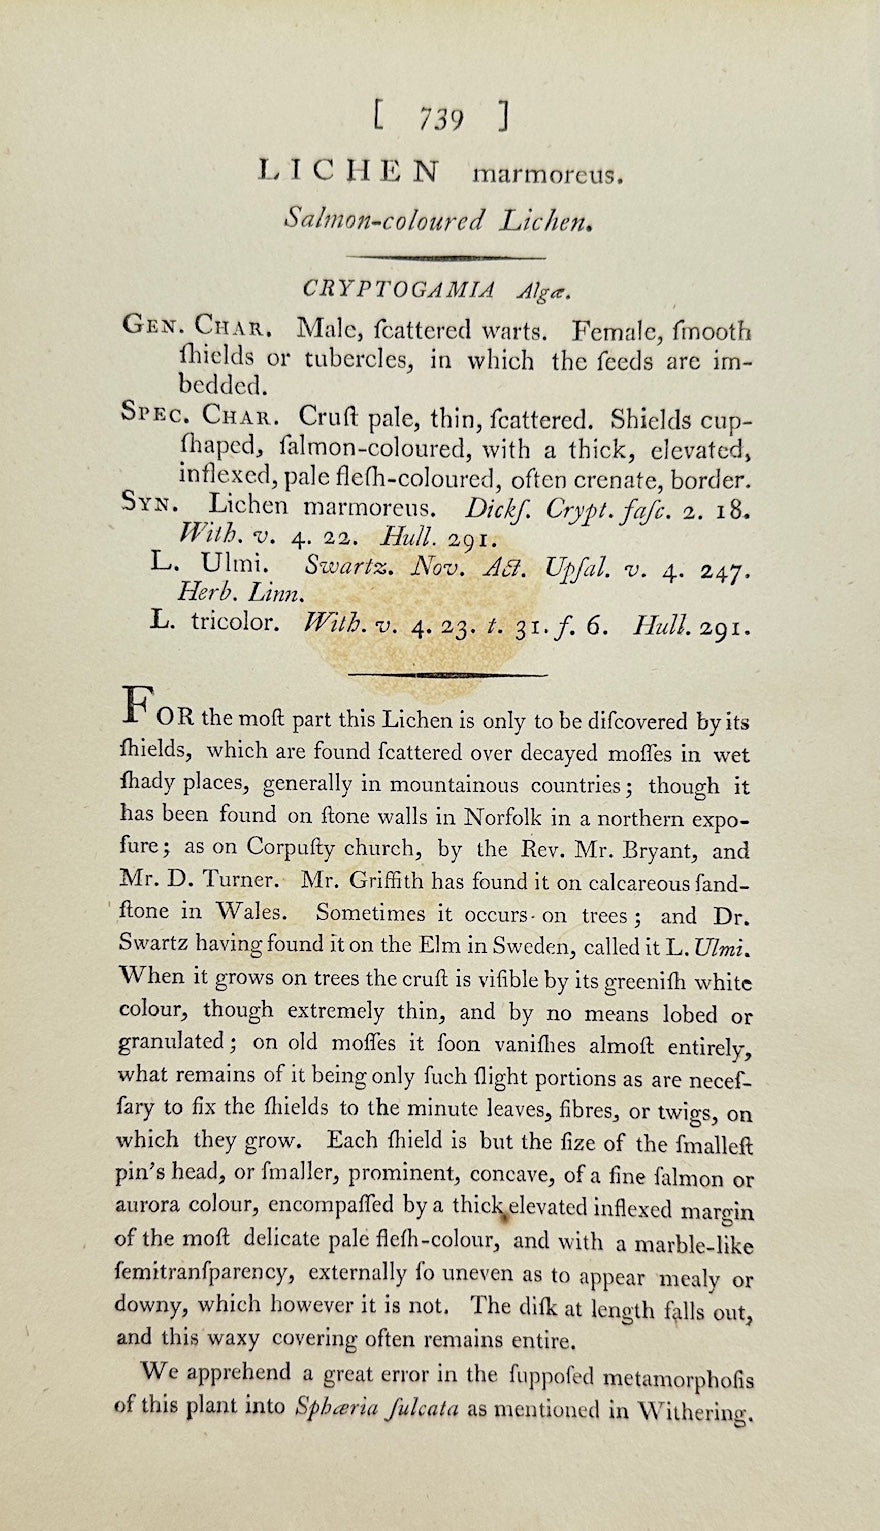 [ 739 ]
LICHEN marmoreus.
Salmon-coloured Lichen.
CRYPTOGAMIA Algæ.
GEN. CHAR. Male, ſcattered warts. Female, ſmooth
ſhields or tubercles, in which the ſeeds are im-
bedded.
SPEC. CHAR. Cruſt pale, thin, ſcattered. Shields cup-
ſhaped, ſalmon-coloured, with a thick, elevated,
inflexed, pale fleſh-coloured, often crenate, border.
SYN. Lichen marmoreus. Dickſ. Crypt. faſc. 2. 18.
With. v. 4. 22. Hull. 291.
L. Ulmi. Swartz. Nov. Act. Upſal. v. 4. 247.
Herb. Linn.
L. tricolor. With. v. 4. 23. t. 31. f. 6. Hull. 291.
FOR the moſt part this Lichen is only to be diſcovered by its
ſhields, which are found ſcattered over decayed moſſes in wet
ſhady places, generally in mountainous countries; though it
has been found on ſtone walls in Norfolk in a northern expo-
ſure; as on Corpuſty church, by the Rev. Mr. Bryant, and
Mr. D. Turner. Mr. Griffith has found it on calcareous ſand-
ſtone in Wales. Sometimes it occurs on trees; and Dr.
Swartz having found it on the Elm in Sweden, called it L. Ulmi.
When it grows on trees the cruſt is viſible by its greeniſh white
colour, though extremely thin, and by no means lobed or
granulated; on old moſſes it ſoon vaniſhes almoſt entirely,
what remains of it being only ſuch ſlight portions as are neceſ-
ſary to fix the ſhields to the minute leaves, fibres, or twigs, on
which they grow. Each ſhield is but the ſize of the ſmalleſt
pin's head, or ſmaller, prominent, concave, of a fine ſalmon or
aurora colour, encompaſſed by a thick elevated inflexed margin
of the moſt delicate pale fleſh-colour, and with a marble-like
ſemitranſparency, externally ſo uneven as to appear mealy or
downy, which however it is not. The diſk at length falls out,
and this waxy covering often remains entire.
We apprehend a great error in the ſuppoſed metamorphoſis
of this plant into Sphæria ſulcata as mentioned in Withering.